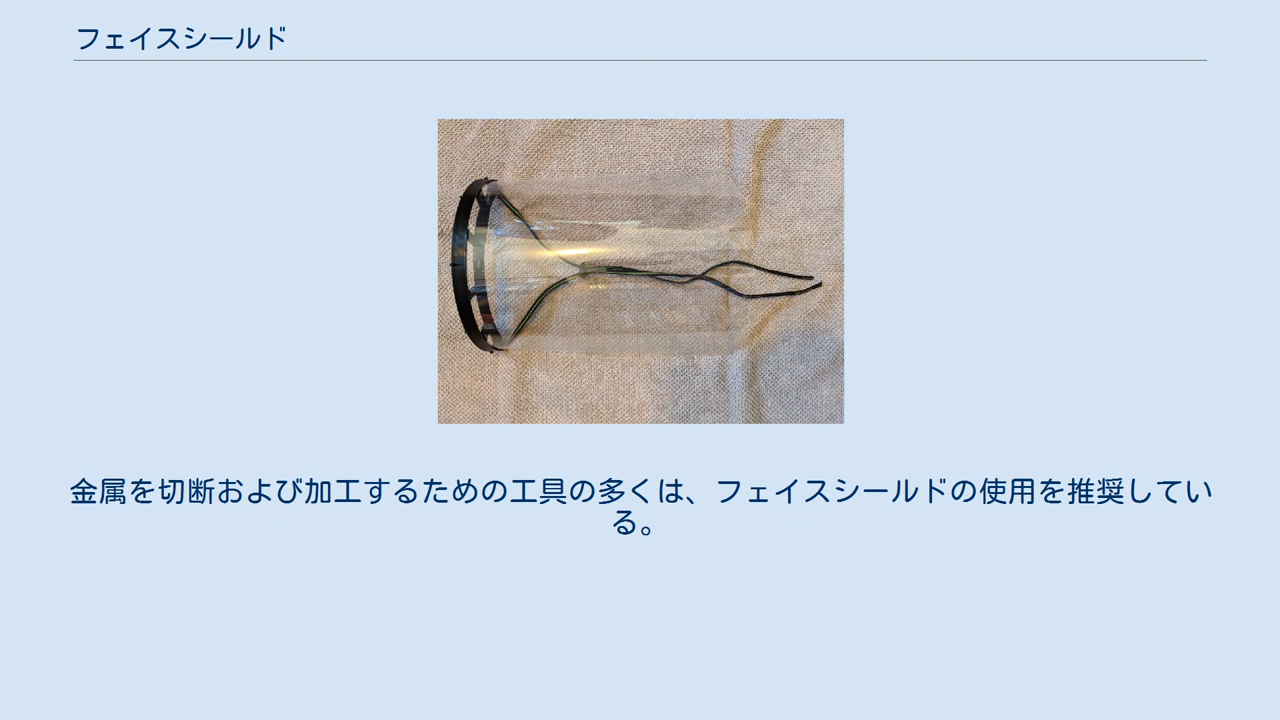 フェイスシールド
金属を切断および加工するための工具の多くは、フェイスシールドの使用を推奨してい
る。